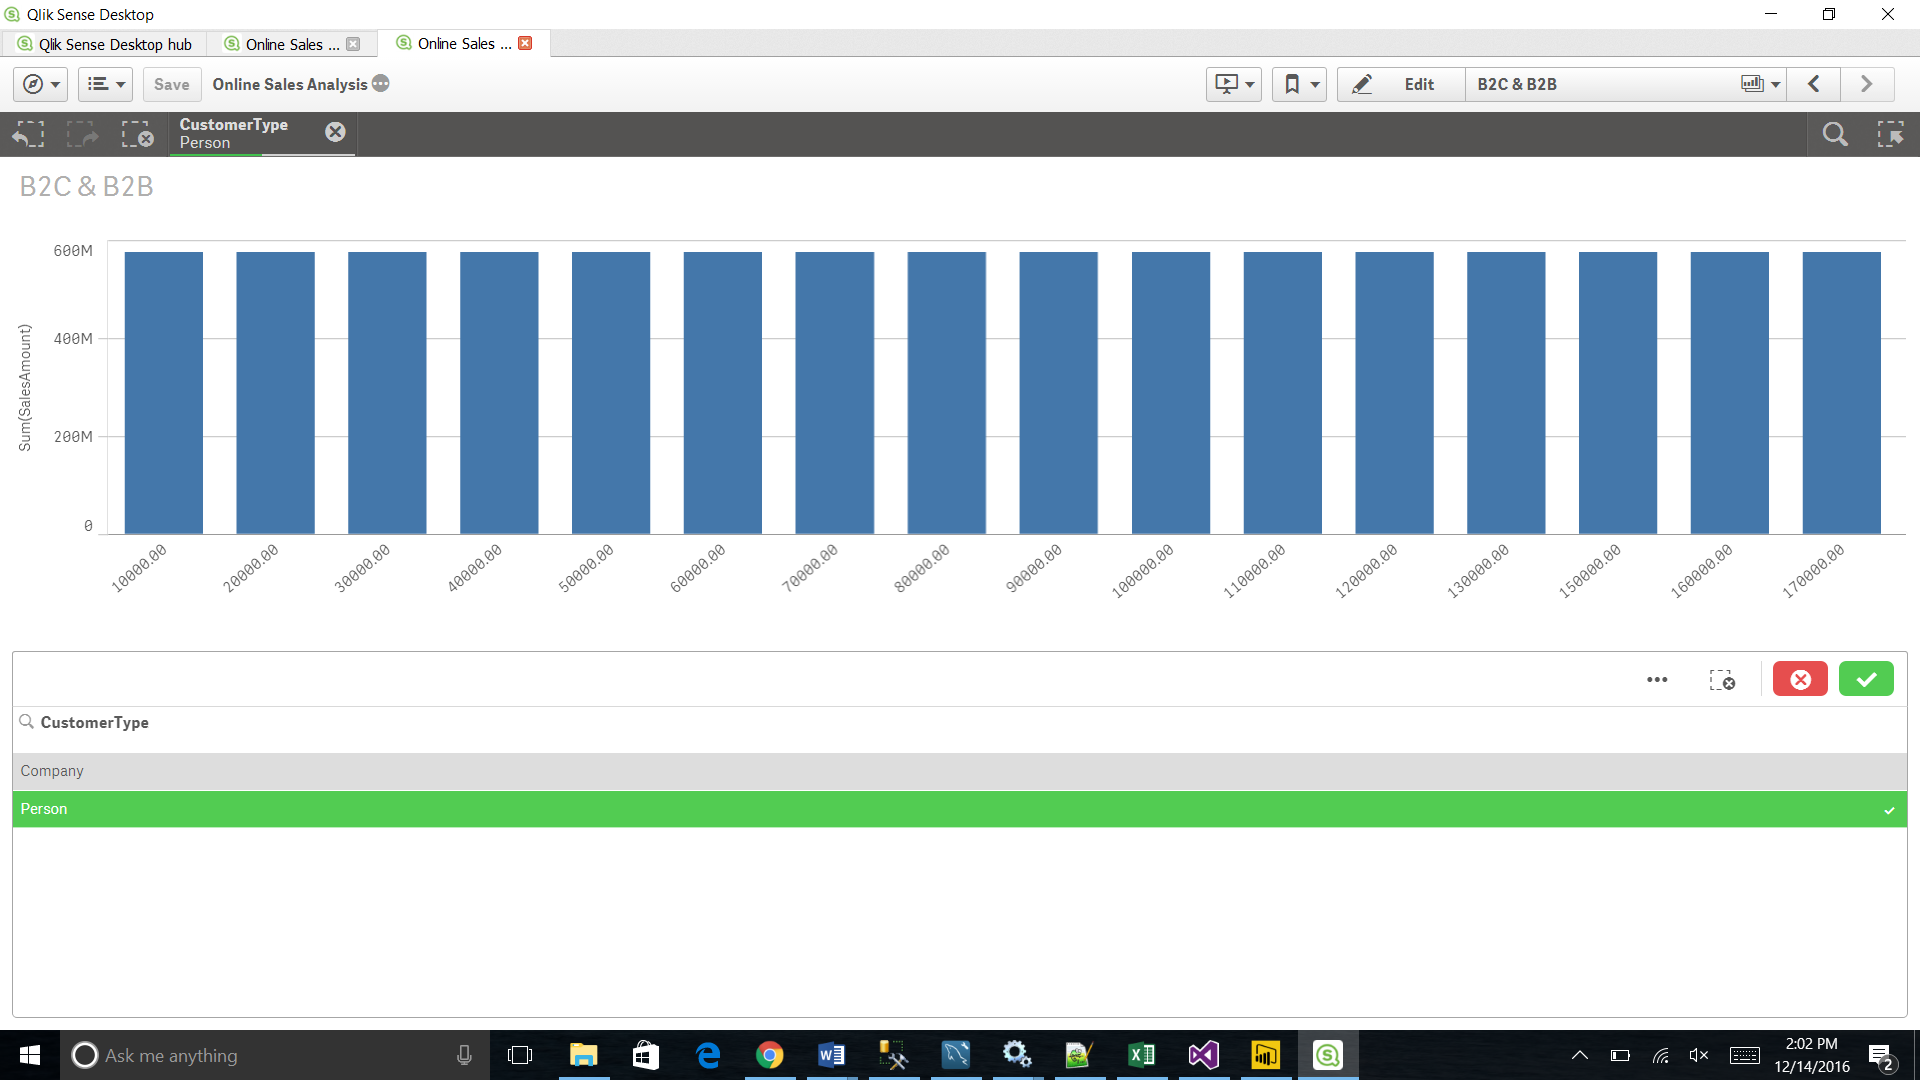 Qlik Sense Desktop
Qlik Sense Desktop hub
Online Sales ...
Online Sales ...
Save
Online Sales Analysis
Edit
B2C & B2B
CustomerType
Person
B2C & B2B
Sum(SalesAmount)
600M
400M
200M
0
10000.00
20000.00
30000.00
40000.00
50000.00
60000.00
70000.00
80000.00
90000.00
100000.00
110000.00
120000.00
130000.00
150000.00
160000.00
170000.00
CustomerType
Company
Person
Ask me anything
2:02 PM
12/14/2016
2